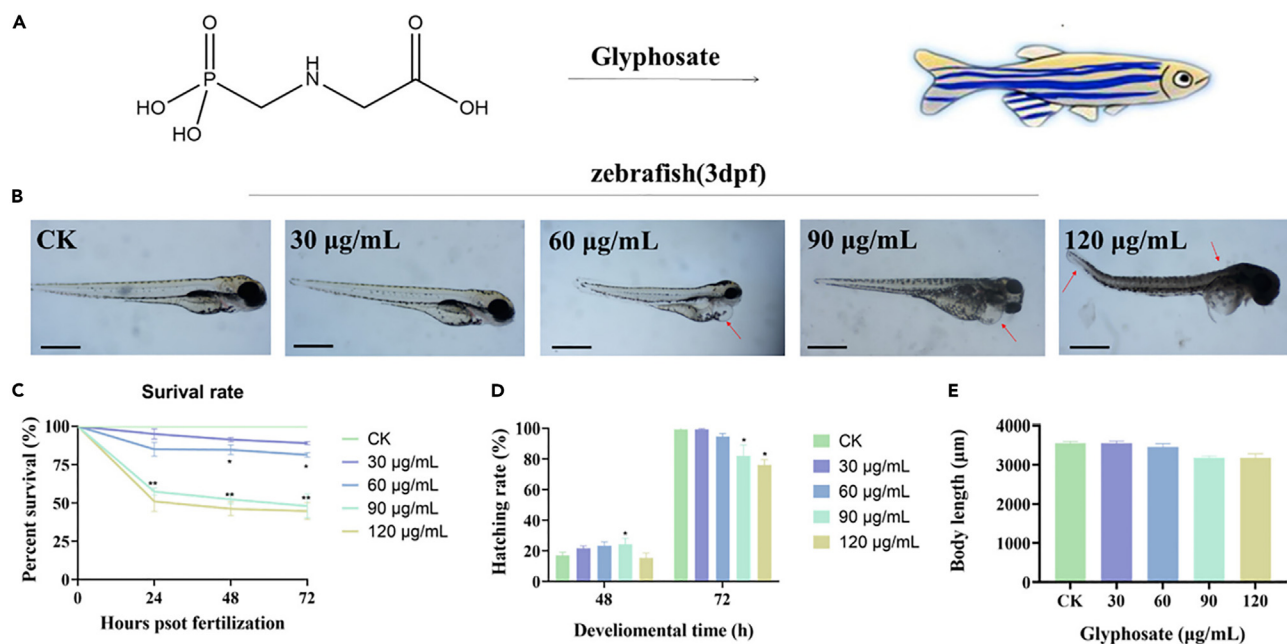 A
O
O
P
HO
HO
H
N
OH
Glyphosate
zebrafish(3dpf)
B
CK
30 µg/mL
60 µg/mL
90 µg/mL
120 µg/mL
C
Surival rate
Percent survival (%)
100
75
50
25
0
0
24
48
72
**
**
*
**
*
**
Hours psot fertilization
CK
30 µg/mL
60 µg/mL
90 µg/mL
120 µg/mL
D
Hatching rate (%)
100
80
60
40
20
0
*
*
*
48
72
Develiomental time (h)
CK
30 µg/mL
60 µg/mL
90 µg/mL
120 µg/mL
E
Body length (µm)
4000
3000
2000
1000
0
CK
30
60
90
120
Glyphosate (µg/mL)